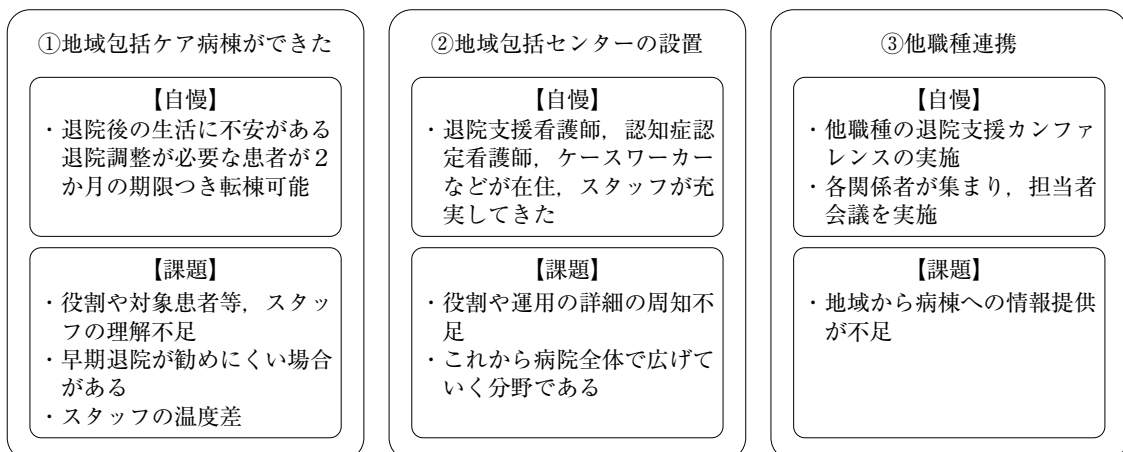 ①地域包括ケア病棟ができた
【自慢】
・退院後の生活に不安がある
退院調整が必要な患者が2
か月の期限つき転棟可能
【課題】
・役割や対象患者等，スタッ
フの理解不足
・早期退院が勧めにくい場合
がある
・スタッフの温度差
②地域包括センターの設置
【自慢】
・退院支援看護師，認知症認
定看護師，ケースワーカー
などが在住，スタッフが充
実してきた
【課題】
・役割や運用の詳細の周知不
足
・これから病院全体で広げて
いく分野である
③他職種連携
【自慢】
・他職種の退院支援カンファ
レンスの実施
・各関係者が集まり，担当者
会議を実施
【課題】
・地域から病棟への情報提供
が不足